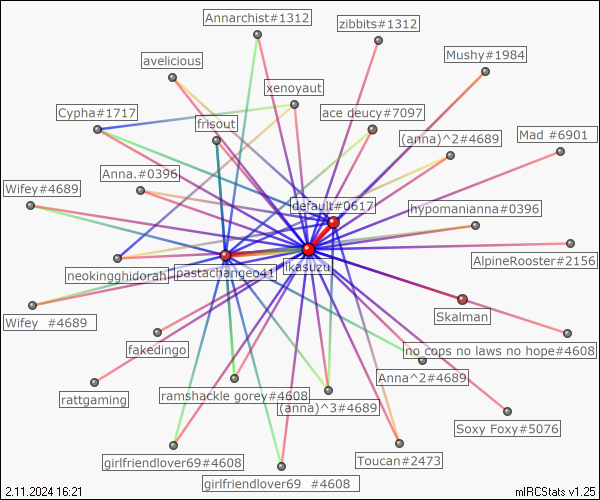 Annarchist#1312
zibbits#1312
Mushy#1984
avelicious
xenoyaut
Cypha#1717
ace deucy#7097
frisout
(anna)^2#4689
Mad #6901
Anna.#0396
Wifey#4689
default#0617
hypomanianna#0396
AlpineRooster#2156
neokingghidorah
pastachangeo41
ikasuzu
Skalman
Wifey #4689
fakedingo
no cops no laws no hope#4608
Anna^2#4689
rattgaming
ramshackle gorey#4608
(anna)^3#4689
Soxy Foxy#5076
girlfriendlover69#4608
Toucan#2473
girlfriendlover69 #4608
2.11.2024 16:21
mIRCStats v1.25